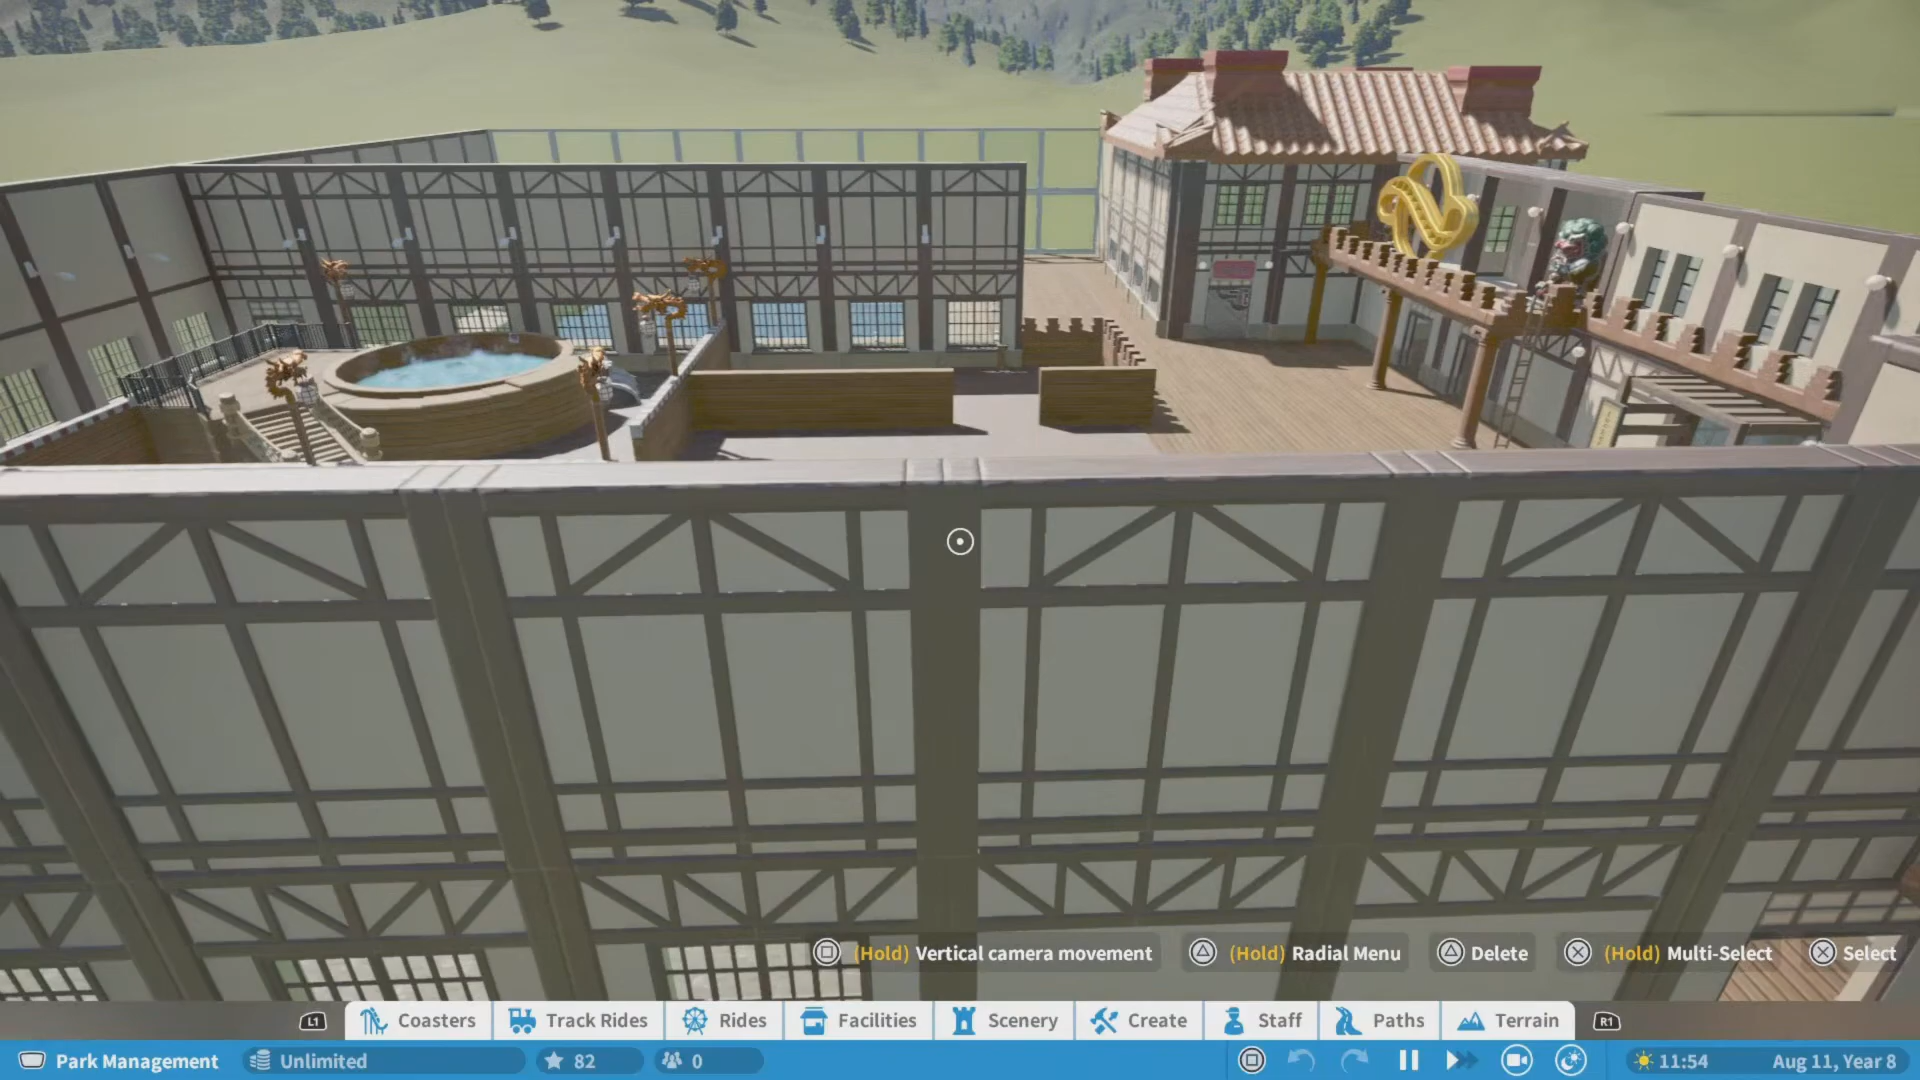 (Hold) Vertical camera movement
(Hold) Radial Menu
Delete
(Hold) Multi-Select
Select
L1
Coasters
Track Rides
Rides
Facilities
Scenery
Create
Staff
Paths
Terrain
R1
Park Management
Unlimited
82
0
11:54
Aug 11, Year 8